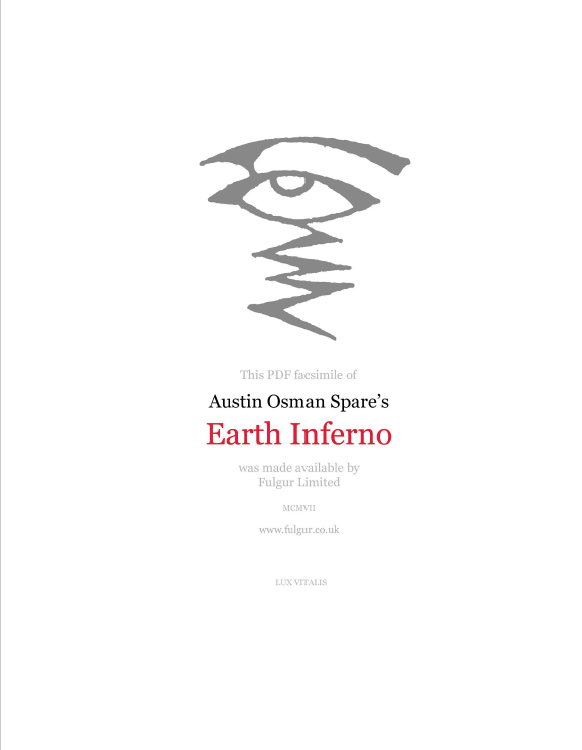 This PDF facsimile of
Austin Osman Spare's
Earth Inferno
was made available by
Fulgur Limited
MCMVII
www.fulgur.co.uk
LUX VITALIS